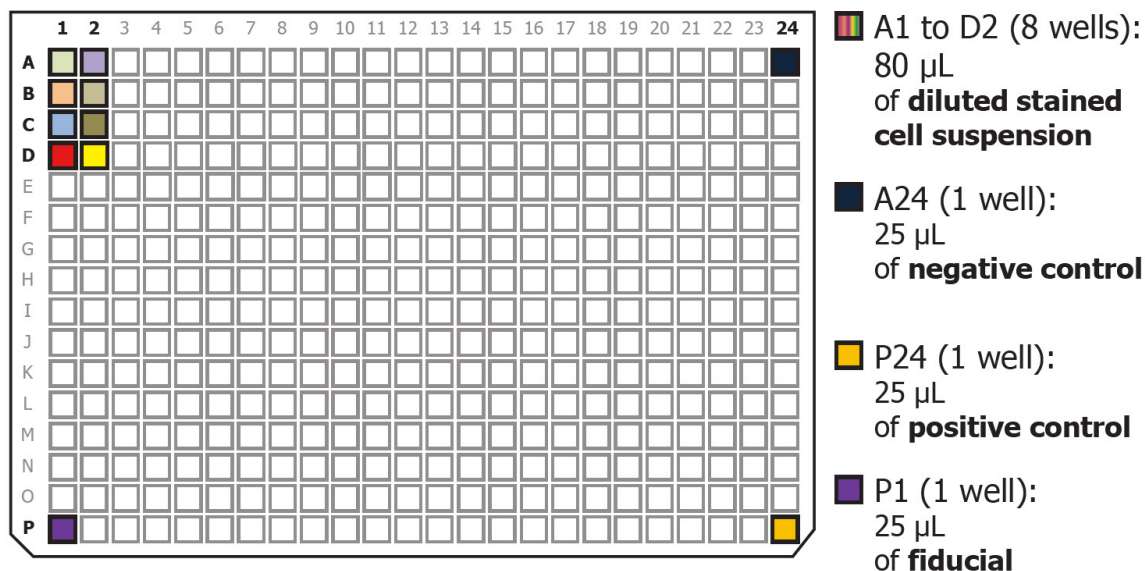 1 2 3 4 5 6 7 8 9 10 11 12 13 14 15 16 17 18 19 20 21 22 23 24
A
B
C
D
E
F
G
H
I
J
K
L
M
N
O
P
A1 to D2 (8 wells):
80 µL
of diluted stained
cell suspension
A24 (1 well):
25 µL
of negative control
P24 (1 well):
25 µL
of positive control
P1 (1 well):
25 µL
of fiducial